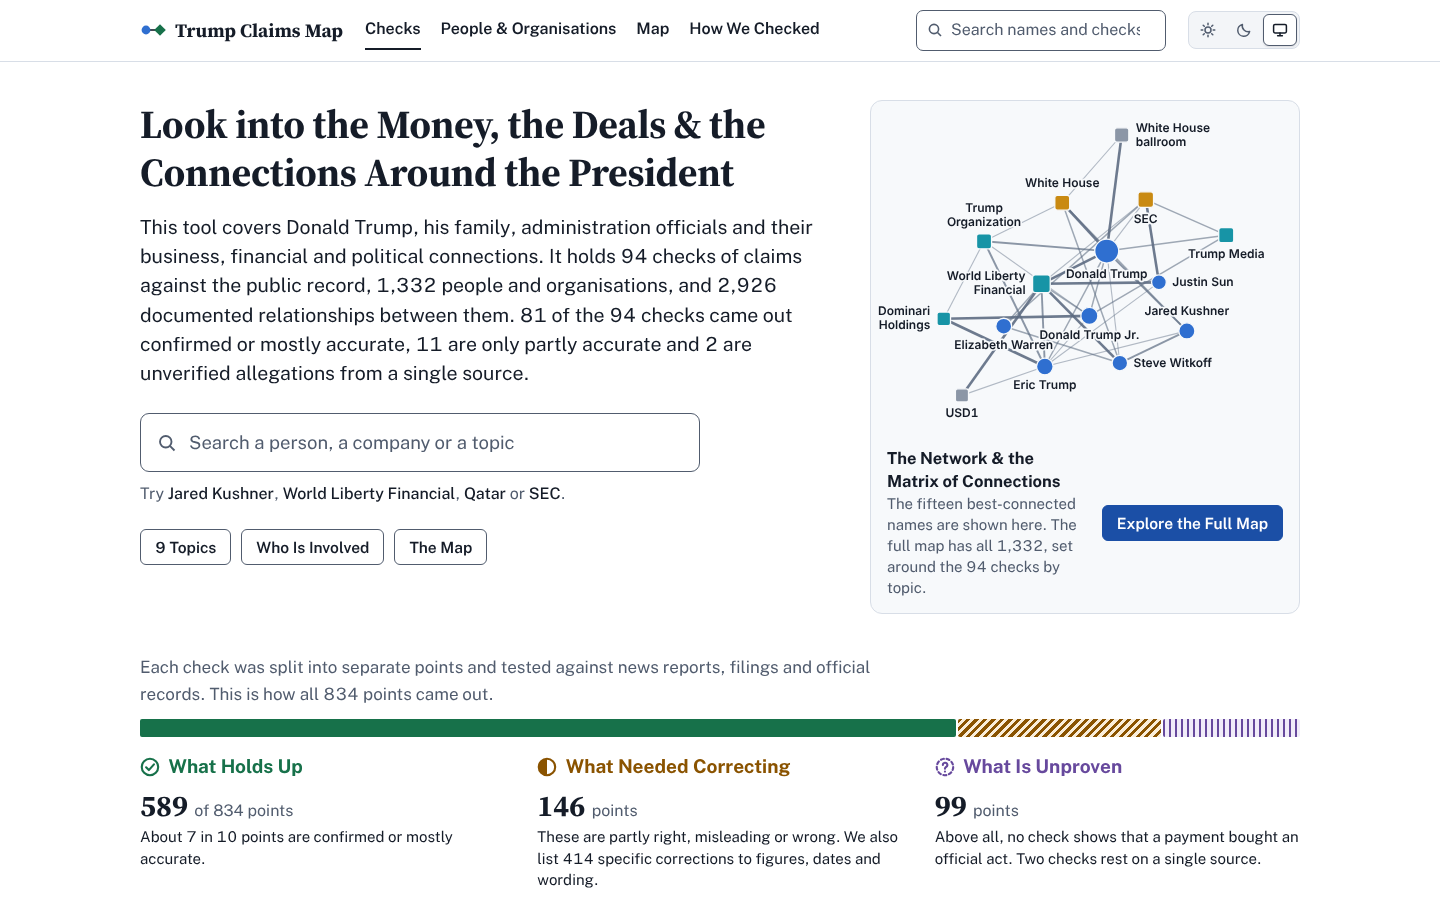 Trump Claims Map
Checks
People & Organisations
Map
How We Checked
Search names and checks
Look into the Money, the Deals & the
Connections Around the President
This tool covers Donald Trump, his family, administration officials and their
business, financial and political connections. It holds 94 checks of claims
against the public record, 1,332 people and organisations, and 2,926
documented relationships between them. 81 of the 94 checks came out
confirmed or mostly accurate, 11 are only partly accurate and 2 are
unverified allegations from a single source.
Search a person, a company or a topic
Try Jared Kushner, World Liberty Financial, Qatar or SEC.
9 Topics
Who Is Involved
The Map
White House
ballroom
White House
Trump
Organization
SEC
Trump Media
Donald Trump
World Liberty
Financial
Justin Sun
Dominari
Holdings
Jared Kushner
Donald Trump Jr.
Elizabeth Warren
Steve Witkoff
Eric Trump
USD1
The Network & the
Matrix of Connections
The fifteen best-connected
names are shown here. The
full map has all 1,332, set
around the 94 checks by
topic.
Explore the Full Map
Each check was split into separate points and tested against news reports, filings and official
records. This is how all 834 points came out.
What Holds Up
589 of 834 points
About 7 in 10 points are confirmed or mostly
accurate.
What Needed Correcting
146 points
These are partly right, misleading or wrong. We also
list 414 specific corrections to figures, dates and
wording.
What Is Unproven
99 points
Above all, no check shows that a payment bought an
official act. Two checks rest on a single source.